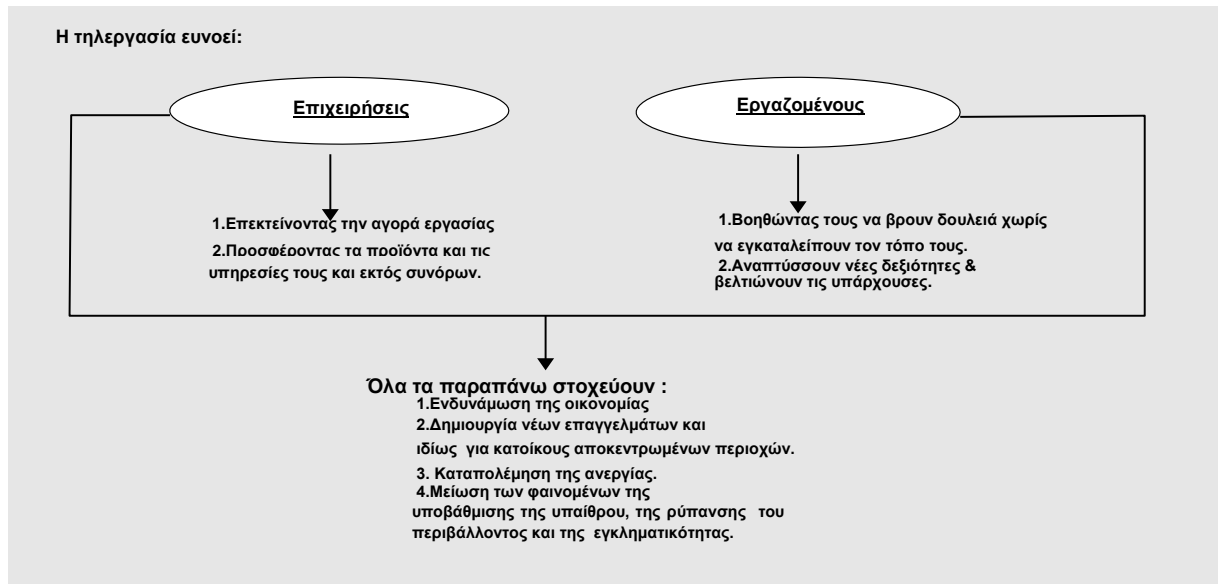 Η τηλεργασία ευνοεί:
Επιχειρήσεις
1.Επεκτείνοντας την αγορά εργασίας
2.Προσφέροντας τα προϊόντα και τις
υπηρεσίες τους και εκτός συνόρων.
Εργαζομένους
1.Βοηθώντας τους να βρουν δουλειά χωρίς
να εγκαταλείπουν τον τόπο τους.
2.Αναπτύσσουν νέες δεξιότητες &
βελτιώνουν τις υπάρχουσες.
Όλα τα παραπάνω στοχεύουν :
1.Ενδυνάμωση της οικονομίας
2.Δημιουργία νέων επαγγελμάτων και
ιδίως για κατοίκους αποκεντρωμένων περιοχών.
3. Καταπολέμηση της ανεργίας.
4.Μείωση των φαινομένων της
υποβάθμισης της υπαίθρου, της ρύπανσης του
περιβάλλοντος και της εγκληματικότητας.